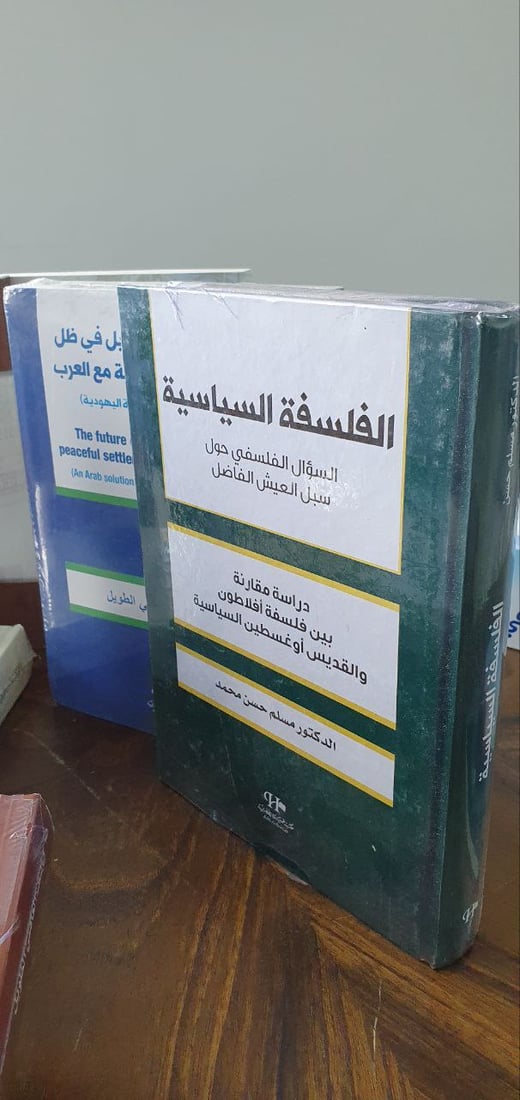 الفلسفة السياسية
السؤال الفلسفي حول
سبل العيش الفاضل
دراسة مقارنة
بين فلسفة أفلاطون
والقديس أوغسطين السياسية
الدكتور مسلم حسن محمد
الدكتور مسلم حسن
الفلسفة السياسية
في ظل
مع العرب
اليهودية)
The future
peaceful
(An Arab solution
الطويل